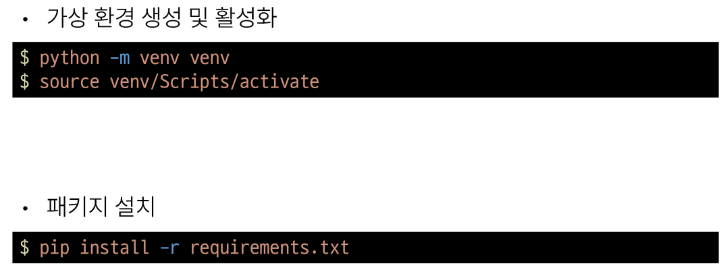 • 가상 환경 생성 및 활성화
$ python -m venv venv
$ source venv/Scripts/activate
• 패키지 설치
$ pip install -r requirements.txt